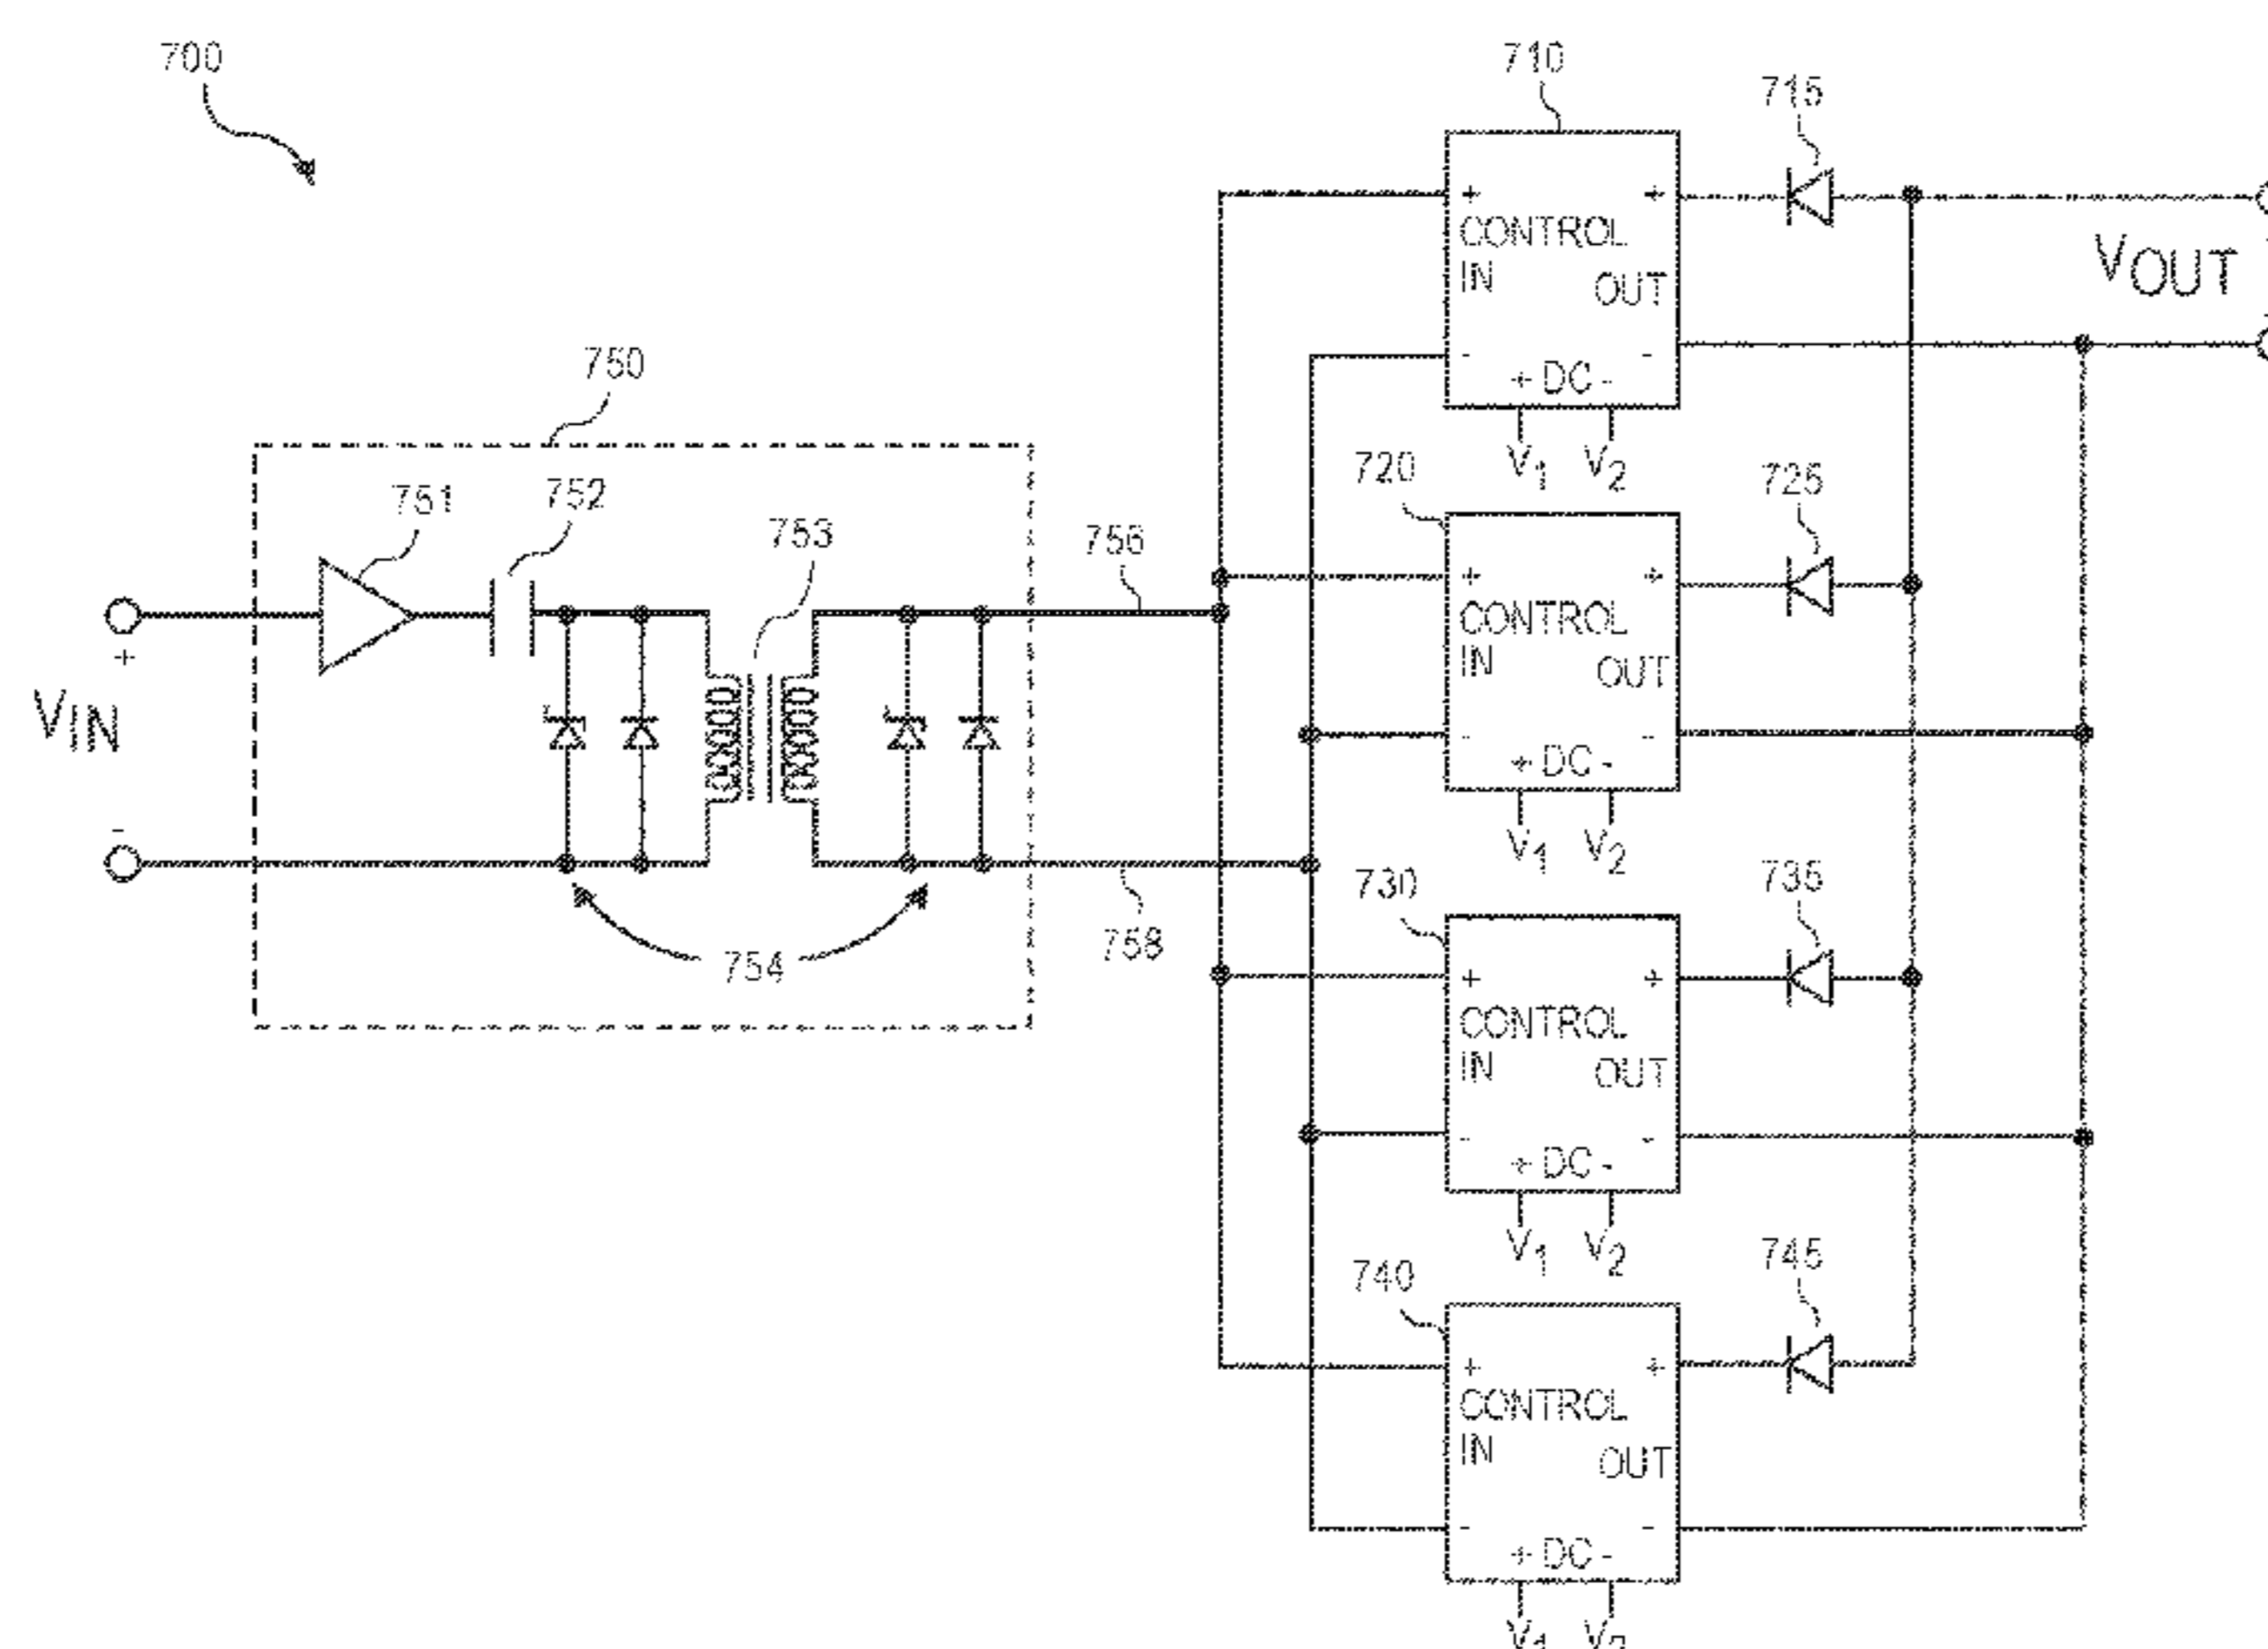 700
710
715
+ +
CONTROL
IN OUT
- -
+ DC -
V1 V2
VOUT
750
751
752
753
754
756
758
+
VIN
-
720
725
+ +
CONTROL
IN OUT
- -
+ DC -
V1 V2
730
735
+ +
CONTROL
IN OUT
- -
+ DC -
V1 V2
740
745
+ +
CONTROL
IN OUT
- -
+ DC -
V1 V2